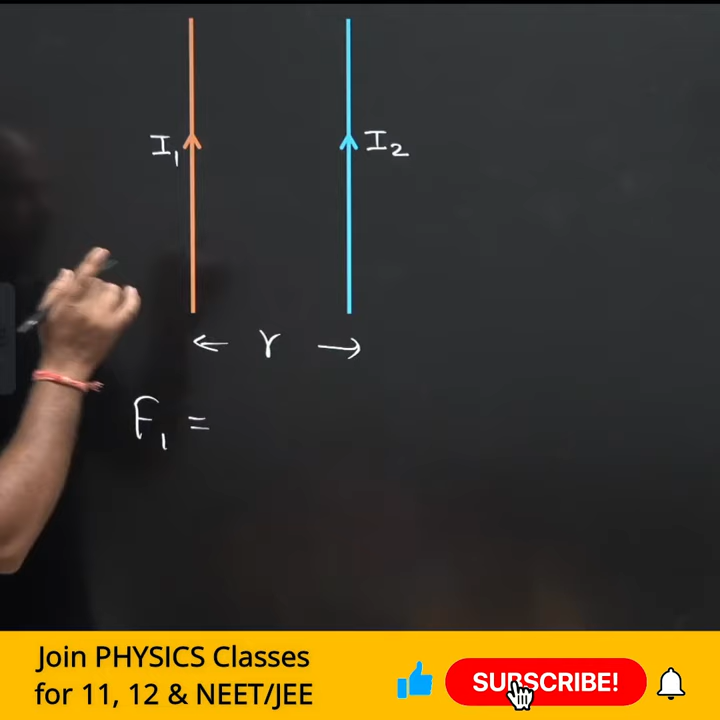 I₁
I₂
← r →
F₁ =
Join PHYSICS Classes
for 11, 12 & NEET/JEE
SUBSCRIBE!